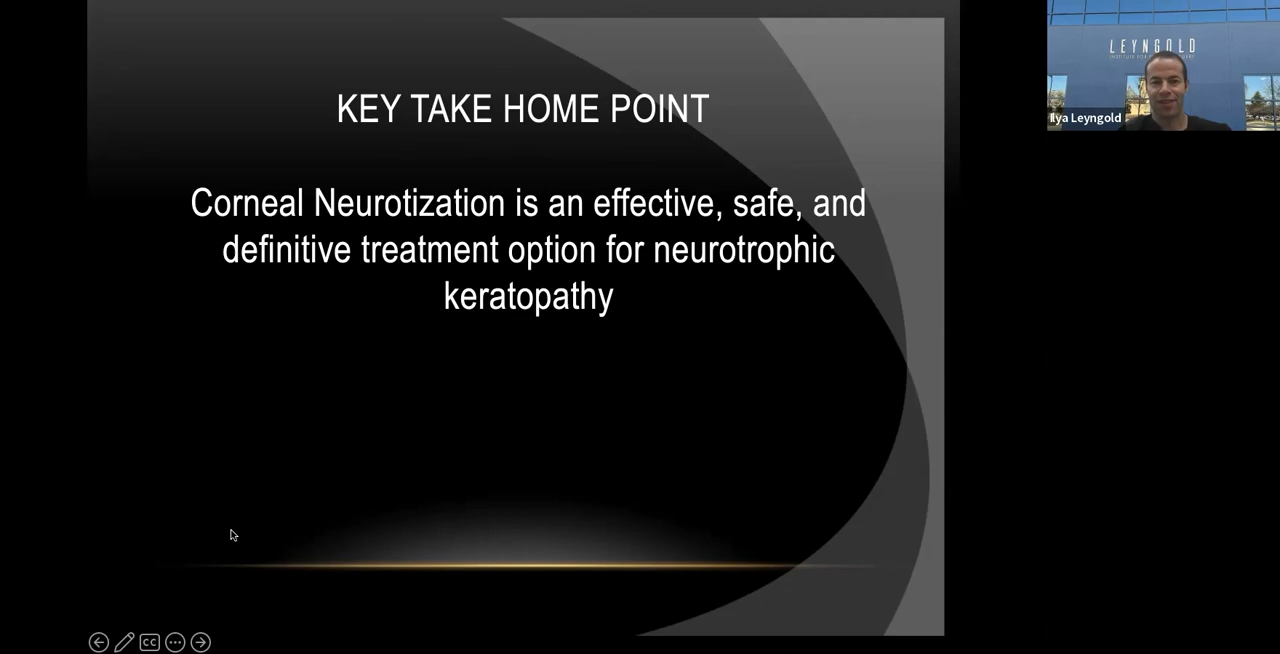 KEY TAKE HOME POINT
Corneal Neurotization is an effective, safe, and
definitive treatment option for neurotrophic
keratopathy
LEYNGOLD
Ilya Leyngold
CC